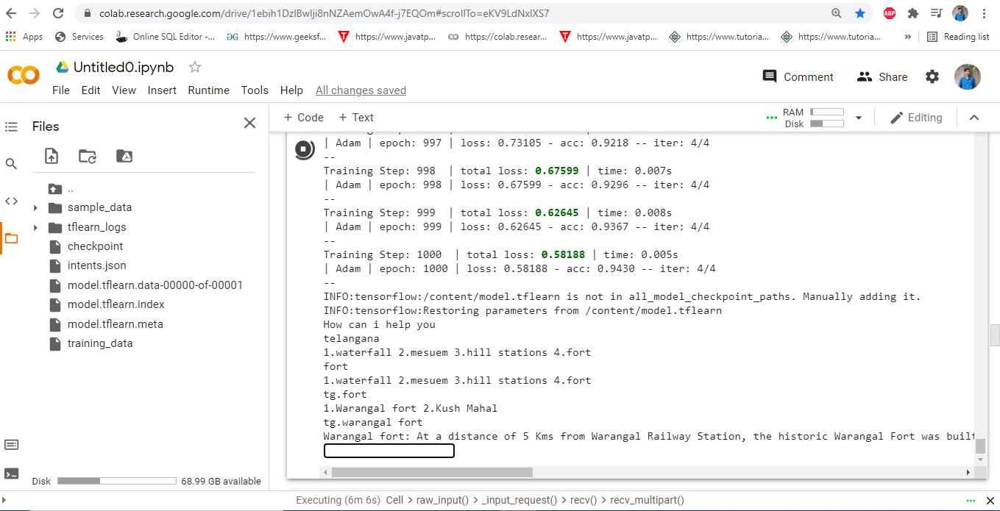 colab.research.google.com/drive/1ebih1DzIBwIji8nNZAemOwA4f-j7EQOm#scrollTo=eKV9LdNxIXS7
ABP
Apps Services Online SQL Editor -... https://www.geeksf... https://www.javatp... https://colab.resear... https://www.javatp... https://www.tutoria... https://www.tutoria... » Reading list
Untitled0.ipynb
Comment Share
File Edit View Insert Runtime Tools Help All changes saved
Files
+ Code + Text
RAM
Disk
Editing
..
sample_data
tflearn_logs
checkpoint
intents.json
model.tflearn.data-00000-of-00001
model.tflearn.index
model.tflearn.meta
training_data
Disk 68.99 GB available
| Adam | epoch: 997 | loss: 0.73105 - acc: 0.9218 -- iter: 4/4
--
Training Step: 998 | total loss: 0.67599 | time: 0.007s
| Adam | epoch: 998 | loss: 0.67599 - acc: 0.9296 -- iter: 4/4
--
Training Step: 999 | total loss: 0.62645 | time: 0.008s
| Adam | epoch: 999 | loss: 0.62645 - acc: 0.9367 -- iter: 4/4
--
Training Step: 1000 | total loss: 0.58188 | time: 0.005s
| Adam | epoch: 1000 | loss: 0.58188 - acc: 0.9430 -- iter: 4/4
--
INFO:tensorflow:/content/model.tflearn is not in all_model_checkpoint_paths. Manually adding it.
INFO:tensorflow:Restoring parameters from /content/model.tflearn
How can i help you
telangana
1.waterfall 2.mesuem 3.hill stations 4.fort
fort
1.waterfall 2.mesuem 3.hill stations 4.fort
tg.fort
1.Warangal fort 2.Kush Mahal
tg.warangal fort
Warangal fort: At a distance of 5 Kms from Warangal Railway Station, the historic Warangal Fort was built
Executing (6m 6s) Cell > raw_input() > _input_request() > recv() > recv_multipart()